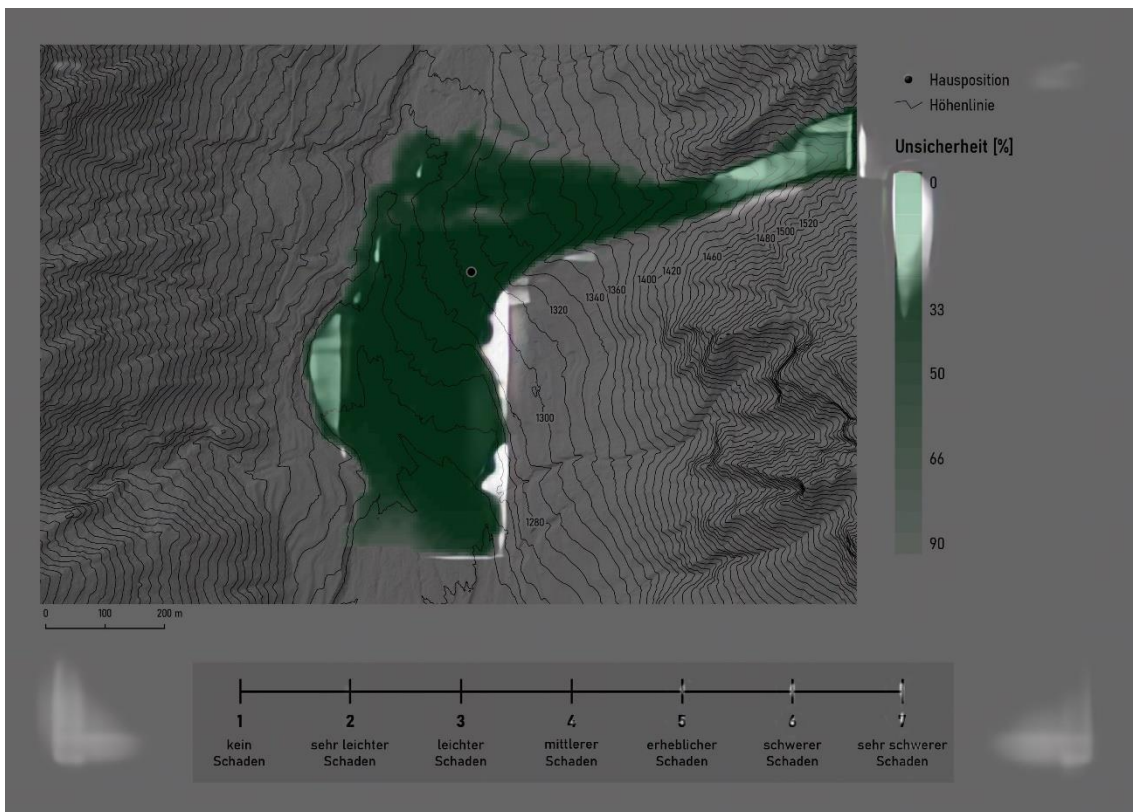 Hausposition
Höhenlinie
Unsicherheit [%]
0
33
50
66
90
1520
1500
1480
1460
1420
1400
1360
1340
1320
1300
1280
0 100 200 m
1 2 3 4 5 6 7
kein sehr leichter leichter mittlerer erheblicher schwerer sehr schwerer
Schaden Schaden Schaden Schaden Schaden Schaden Schaden